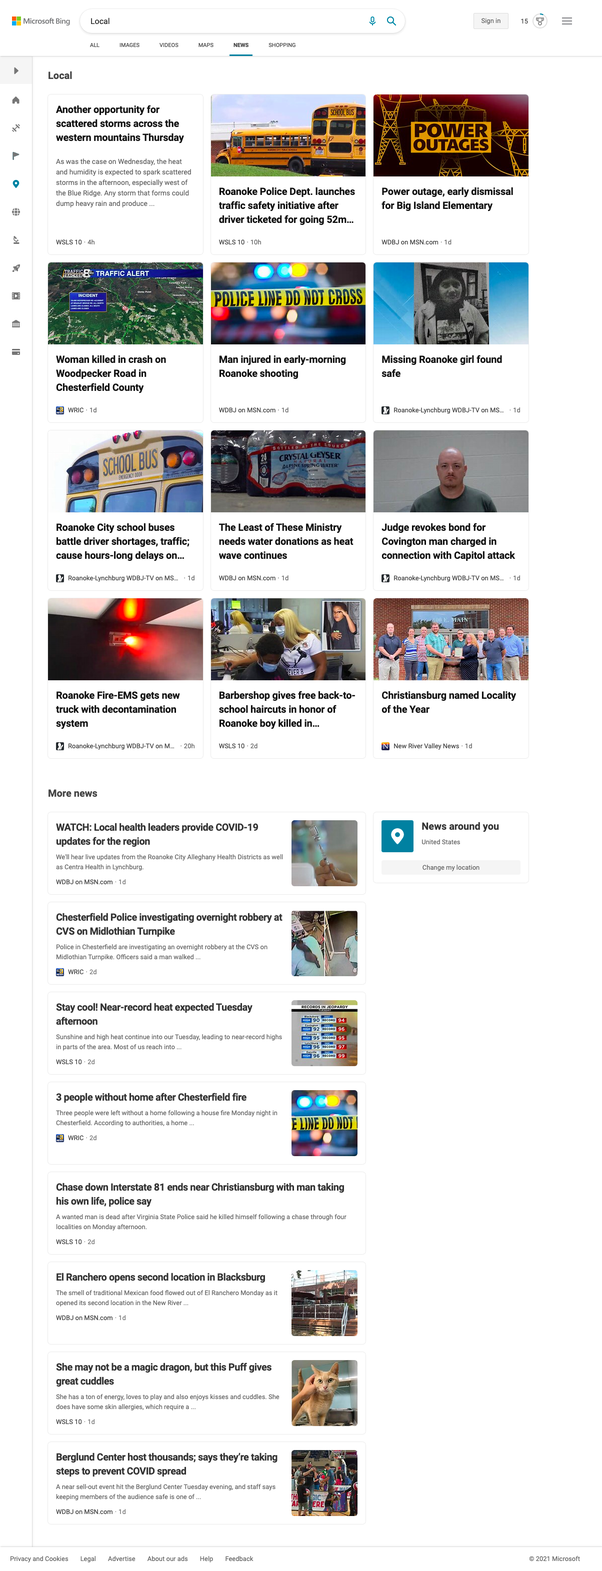 Microsoft Bing
Local
Sign in
15
ALL
IMAGES
VIDEOS
MAPS
NEWS
SHOPPING
Local
Another opportunity for
scattered storms across the
western mountains Thursday
As was the case on Wednesday, the heat
and humidity is expected to spark scattered
storms in the afternoon, especially west of
the Blue Ridge. Any storm that forms could
dump heavy rain and produce ...
WSLS 10 · 4h
SCHOOL BUS
Roanoke Police Dept. launches
traffic safety initiative after
driver ticketed for going 52m...
WSLS 10 · 10h
POWER
OUTAGES
Power outage, early dismissal
for Big Island Elementary
WDBJ on MSN.com · 1d
TRAFFIC ALERT
INCIDENT
Woman killed in crash on
Woodpecker Road in
Chesterfield County
WRIC · 1d
POLICE LINE DO NOT CROSS
Man injured in early-morning
Roanoke shooting
WDBJ on MSN.com · 1d
Missing Roanoke girl found
safe
Roanoke-Lynchburg WDBJ-TV on MS... · 1d
SCHOOL BUS
Roanoke City school buses
battle driver shortages, traffic;
cause hours-long delays on...
Roanoke-Lynchburg WDBJ-TV on MS... · 1d
CRYSTAL GEYSER
The Least of These Ministry
needs water donations as heat
wave continues
WDBJ on MSN.com · 1d
Judge revokes bond for
Covington man charged in
connection with Capitol attack
Roanoke-Lynchburg WDBJ-TV on MS... · 1d
Roanoke Fire-EMS gets new
truck with decontamination
system
Roanoke-Lynchburg WDBJ-TV on M... · 20h
Barbershop gives free back-to-
school haircuts in honor of
Roanoke boy killed in...
WSLS 10 · 2d
MAIN
Christiansburg named Locality
of the Year
New River Valley News · 1d
More news
WATCH: Local health leaders provide COVID-19
updates for the region
We'll hear live updates from the Roanoke City Alleghany Health Districts as well
as Centra Health in Lynchburg.
WDBJ on MSN.com · 1d
News around you
United States
Change my location
Chesterfield Police investigating overnight robbery at
CVS on Midlothian Turnpike
Police in Chesterfield are investigating an overnight robbery at the CVS on
Midlothian Turnpike. Officers said a man walked ...
WRIC · 2d
Stay cool! Near-record heat expected Tuesday
afternoon
Sunshine and high heat continue into our Tuesday, leading to near-record highs
in parts of the area. Most of us reach into ...
WSLS 10 · 2d
RECORDS IN JEOPARDY
90 94
92 96
95 95
96 97
96 99
3 people without home after Chesterfield fire
Three people were left without a home following a house fire Monday night in
Chesterfield. According to authorities, a home ...
WRIC · 2d
E LINE DO NOT
Chase down Interstate 81 ends near Christiansburg with man taking
his own life, police say
A wanted man is dead after Virginia State Police said he killed himself following a chase through four
localities on Monday afternoon.
WSLS 10 · 2d
El Ranchero opens second location in Blacksburg
The smell of traditional Mexican food flowed out of El Ranchero Monday as it
opened its second location in the New River ...
WDBJ on MSN.com · 1d
She may not be a magic dragon, but this Puff gives
great cuddles
She has a ton of energy, loves to play and also enjoys kisses and cuddles. She
does have some skin allergies, which require a ...
WSLS 10 · 1d
Berglund Center host thousands; says they're taking
steps to prevent COVID spread
A near sell-out event hit the Berglund Center Tuesday evening, and staff says
keeping members of the audience safe is one of ...
WDBJ on MSN.com · 1d
Privacy and Cookies
Legal
Advertise
About our ads
Help
Feedback
© 2021 Microsoft